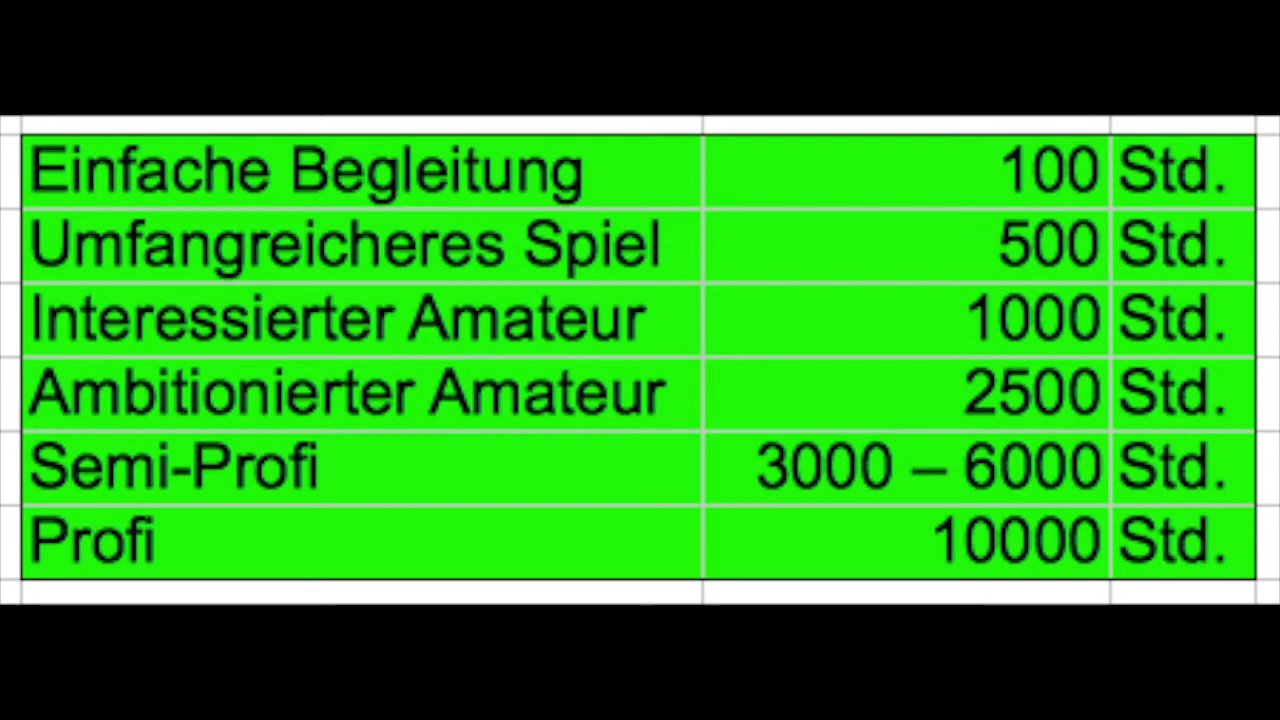 Einfache Begleitung 100 Std.
Umfangreicheres Spiel 500 Std.
Interessierter Amateur 1000 Std.
Ambitionierter Amateur 2500 Std.
Semi-Profi 3000 – 6000 Std.
Profi 10000 Std.